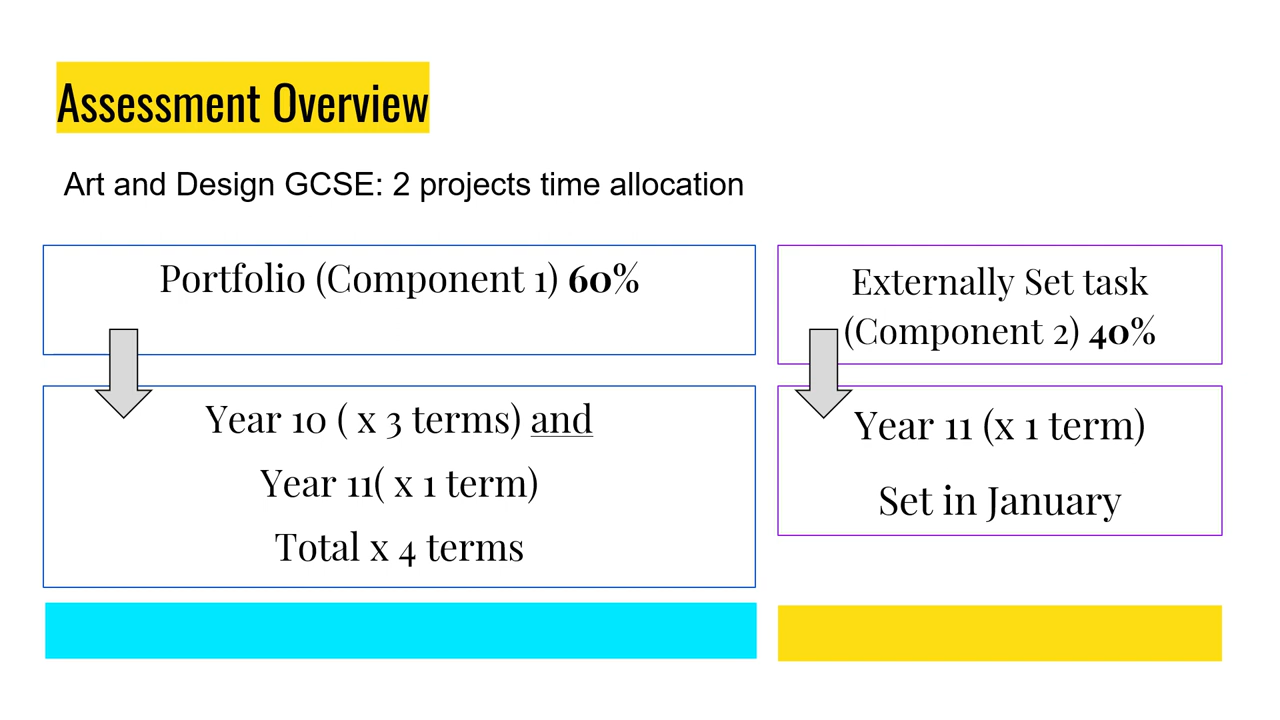 Assessment Overview
Art and Design GCSE: 2 projects time allocation
Portfolio (Component 1) 60%
Year 10 ( x 3 terms) and
Year 11( x 1 term)
Total x 4 terms
Externally Set task
(Component 2) 40%
Year 11 (x 1 term)
Set in January